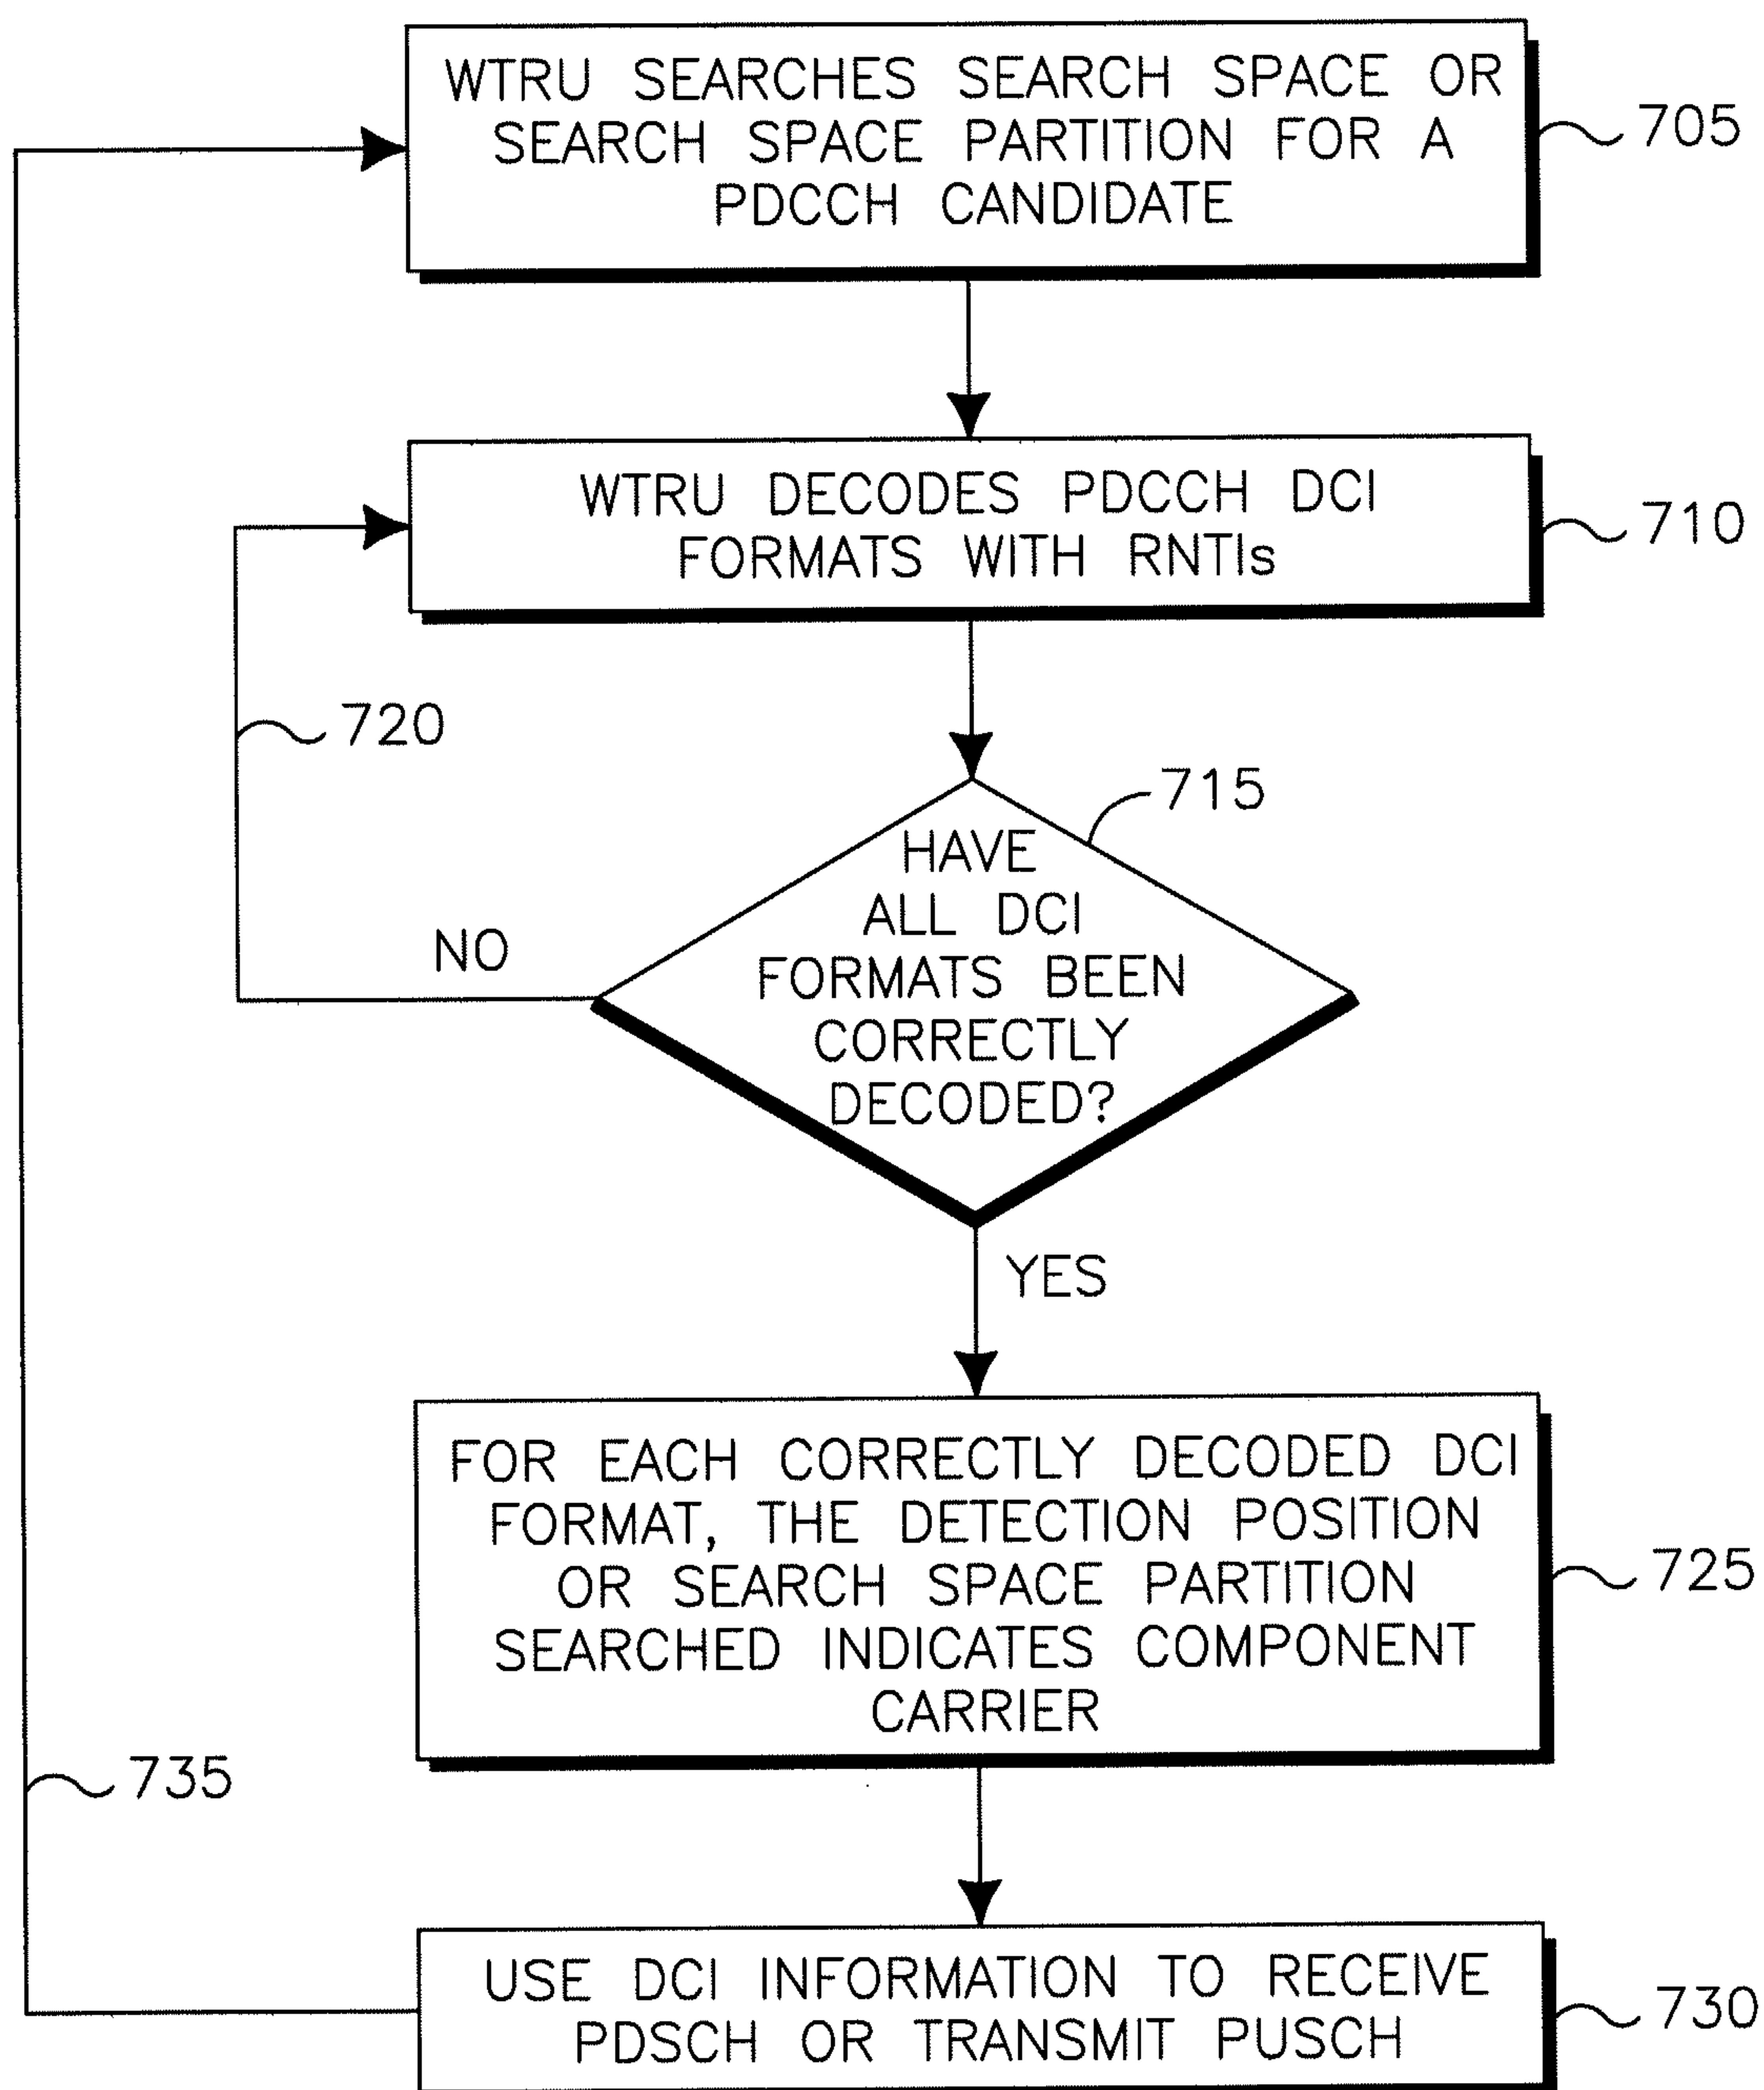 WTRU SEARCHES SEARCH SPACE OR
SEARCH SPACE PARTITION FOR A
PDCCH CANDIDATE
705
WTRU DECODES PDCCH DCI
FORMATS WITH RNTIs
710
720
715
HAVE
ALL DCI
FORMATS BEEN
CORRECTLY
DECODED?
NO
YES
FOR EACH CORRECTLY DECODED DCI
FORMAT, THE DETECTION POSITION
OR SEARCH SPACE PARTITION
SEARCHED INDICATES COMPONENT
CARRIER
725
735
USE DCI INFORMATION TO RECEIVE
PDSCH OR TRANSMIT PUSCH
730